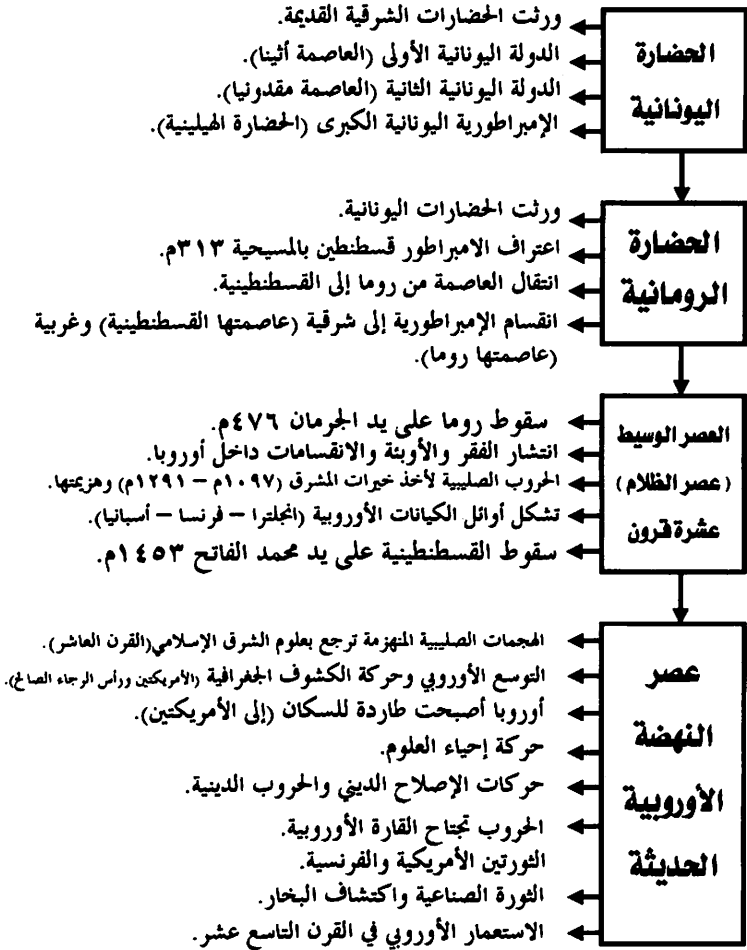 الحضارة
اليونانية
ورثت الحضارات الشرقية القديمة.
الدولة اليونانية الأولى (العاصمة أثينا).
الدولة اليونانية الثانية (العاصمة مقدونيا).
الإمبراطورية اليونانية الكبرى (الحضارة الهيلينية).
الحضارة
الرومانية
ورثت الحضارات اليونانية.
اعتراف الامبراطور قسطنطين بالمسيحية ٣١٣م.
انتقال العاصمة من روما إلى القسطنطينية.
انقسام الإمبراطورية إلى شرقية (عاصمتها القسطنطينية) وغربية
(عاصمتها روما).
العصر الوسيط
(عصر الظلام)
عشرة قرون
سقوط روما على يد الجرمان ٤٧٦م.
انتشار الفقر والأوبئة والانقسامات داخل أوروبا.
الحروب الصليبية لأخذ خيرات المشرق (١٠٩٧م – ١٢٩١م) وهزيمتها.
تشكل أوائل الكيانات الأوروبية (انجلترا – فرنسا – أسبانيا).
سقوط القسطنطينية على يد محمد الفاتح ١٤٥٣م.
عصر
النهضة
الأوروبية
الحديثة
الهجمات الصليبية المنهزمة ترجع بعلوم الشرق الإسلامي(القرن العاشر).
التوسع الأوروبي وحركة الكشوف الجغرافية (الأمريكتين ورأس الرجاء الصالح).
أوروبا أصبحت طاردة للسكان (إلى الأمريكتين).
حركة إحياء العلوم.
حركات الإصلاح الديني والحروب الدينية.
الحروب تجتاح القارة الأوروبية.
الثورتين الأمريكية والفرنسية.
الثورة الصناعية واكتشاف البخار.
الاستعمار الأوروبي في القرن التاسع عشر.